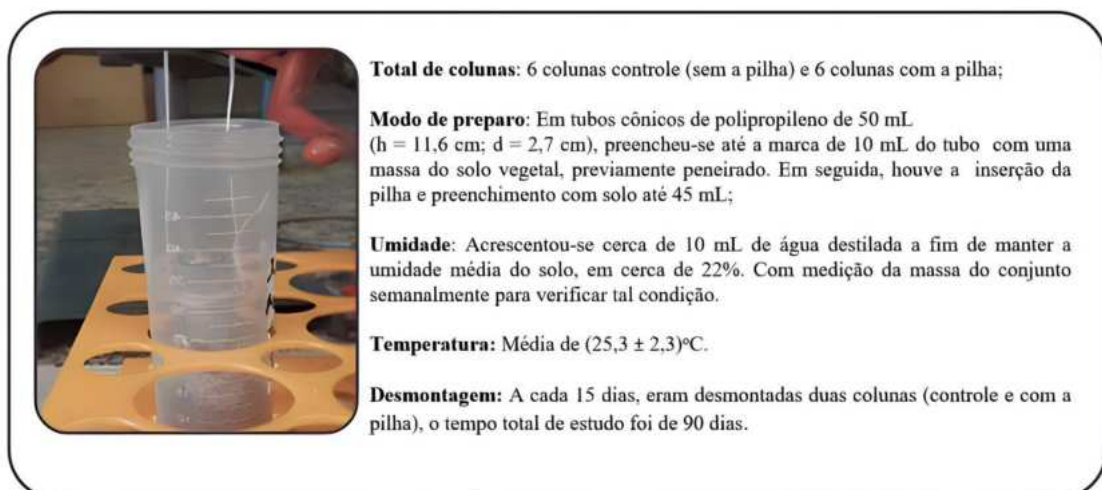 Total de colunas: 6 colunas controle (sem a pilha) e 6 colunas com a pilha;
Modo de preparo: Em tubos cônicos de polipropileno de 50 mL
(h = 11,6 cm; d = 2,7 cm), preencheu-se até a marca de 10 mL do tubo com uma
massa do solo vegetal, previamente peneirado. Em seguida, houve a inserção da
pilha e preenchimento com solo até 45 mL;
Umidade: Acrescentou-se cerca de 10 mL de água destilada a fim de manter a
umidade média do solo, em cerca de 22%. Com medição da massa do conjunto
semanalmente para verificar tal condição.
Temperatura: Média de (25,3 ± 2,3)ºC.
Desmontagem: A cada 15 dias, eram desmontadas duas colunas (controle e com a
pilha), o tempo total de estudo foi de 90 dias.